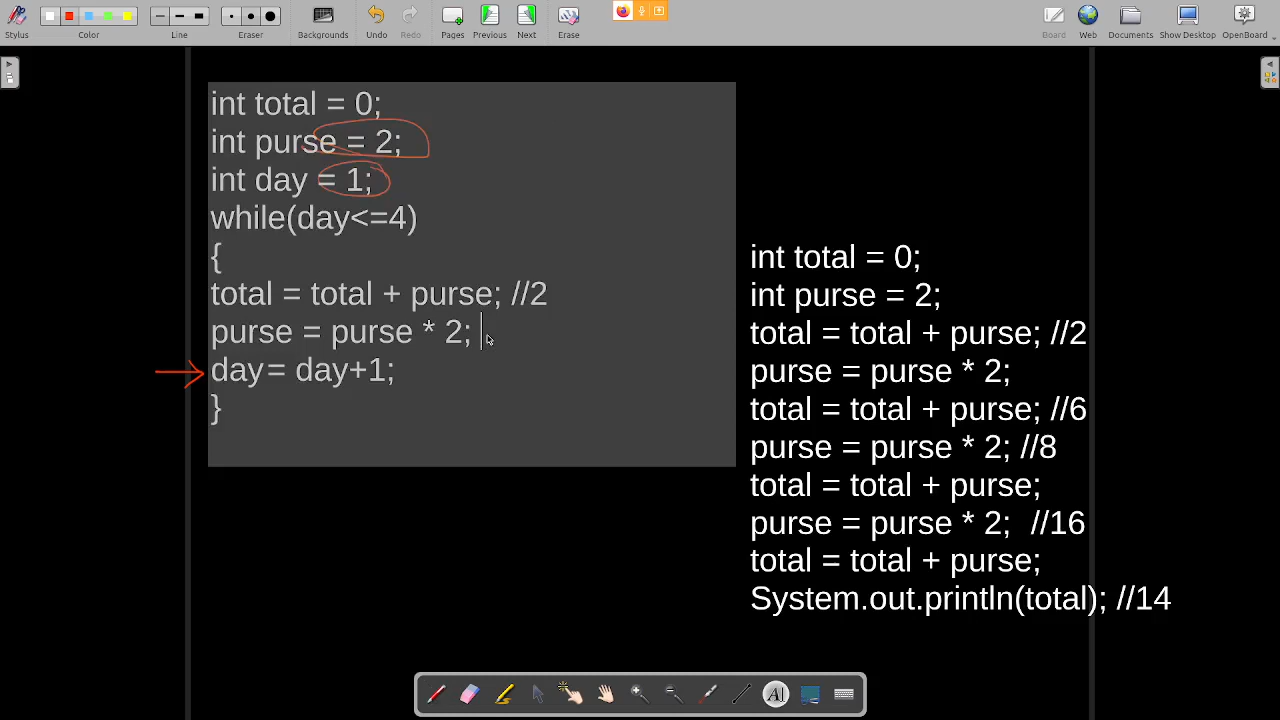 Stylus
Color
Line
Eraser
Backgrounds
Undo
Redo
Pages
Previous
Next
Erase
Board
Web
Documents
Show Desktop
OpenBoard
int total = 0;
int purse = 2;
int day = 1;
while(day<=4)
{
total = total + purse; //2
purse = purse * 2;
day= day+1;
}
int total = 0;
int purse = 2;
total = total + purse; //2
purse = purse * 2;
total = total + purse; //6
purse = purse * 2; //8
total = total + purse;
purse = purse * 2;  //16
total = total + purse;
System.out.println(total); //14
AI